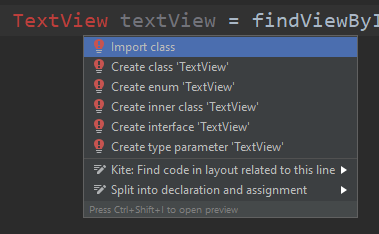 TextView textView = findViewByI
Import class
Create class 'TextView'
Create enum 'TextView'
Create inner class 'TextView'
Create interface 'TextView'
Create type parameter 'TextView'
Kite: Find code in layout related to this line
Split into declaration and assignment
Press Ctrl+Shift+I to open preview